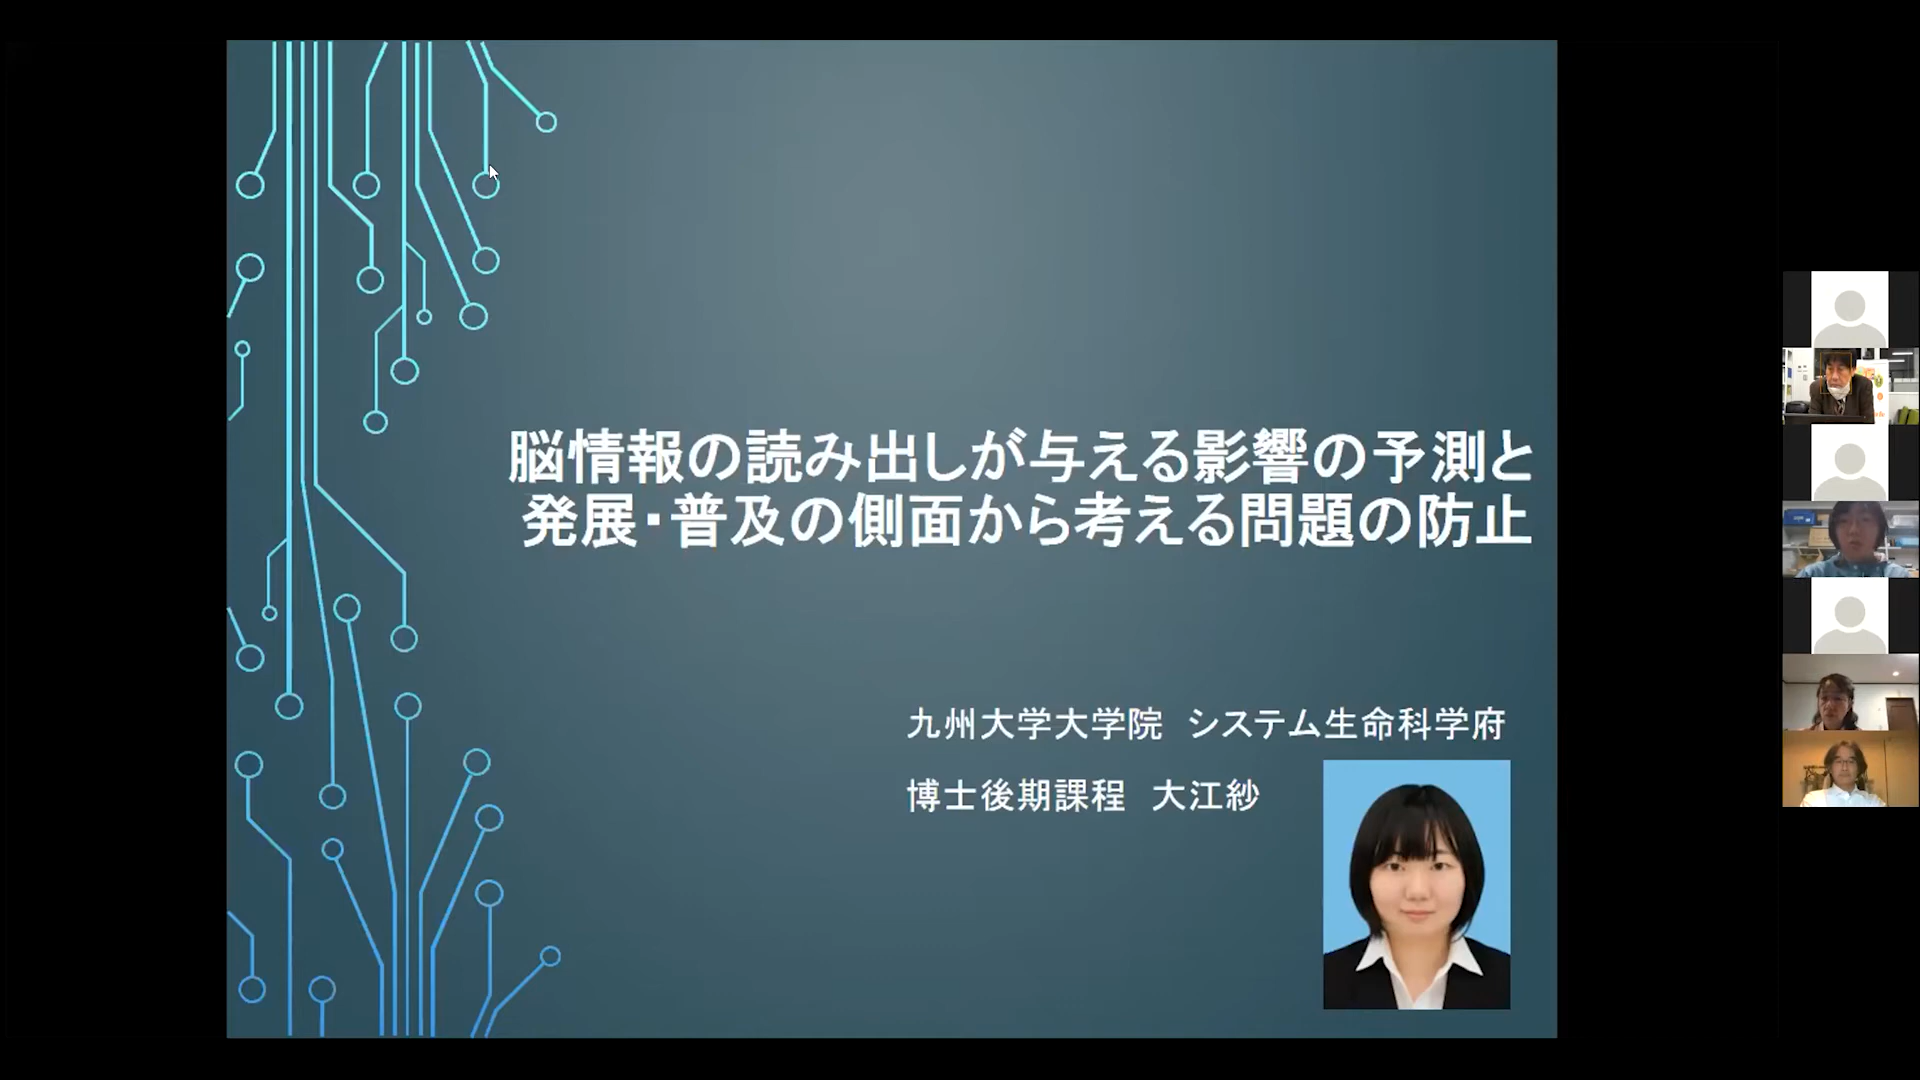 脳情報の読み出しが与える影響の予測と
発展・普及の側面から考える問題の防止
九州大学大学院　システム生命科学府
博士後期課程　大江紗